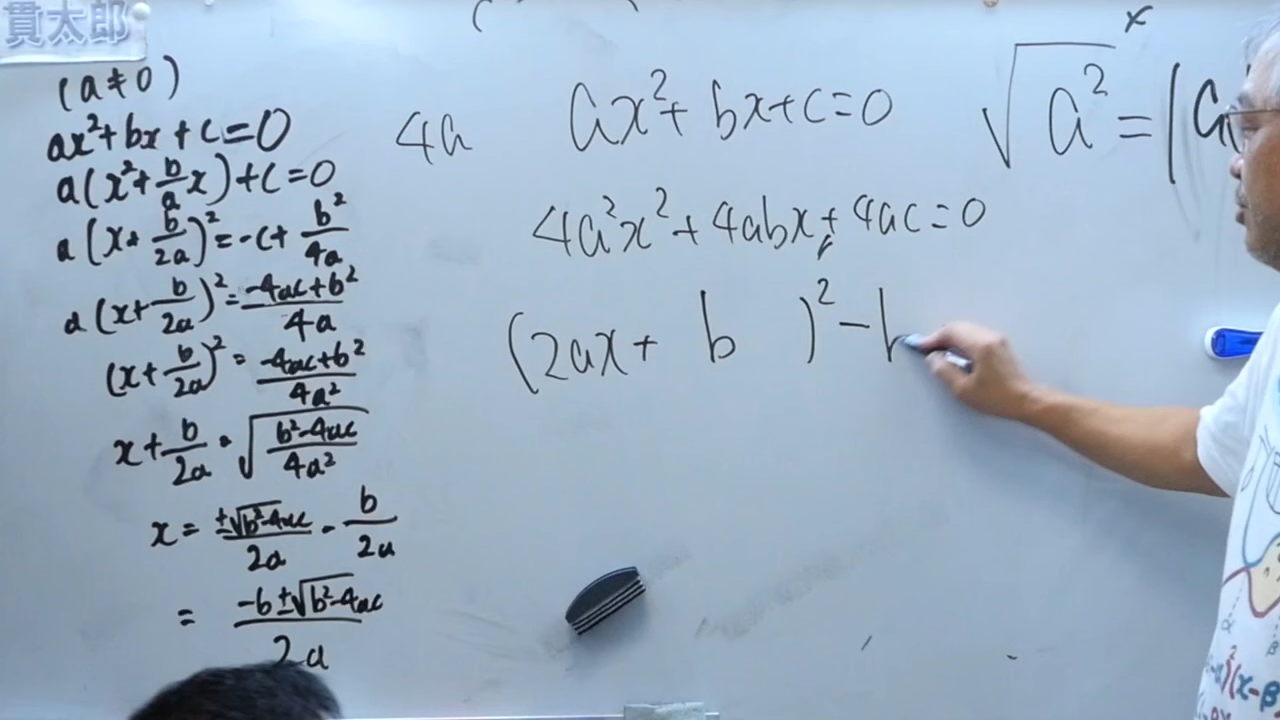 貫太郎
(a≠0)
ax²+bx+c=0
a(x²+b/a x)+c=0
a(x+b/2a)²=-c+b²/4a
a(x+b/2a)²=-4ac+b²/4a
(x+b/2a)²=-4ac+b²/4a²
x+b/2a=√(b²-4ac/4a²)
x=±√b²-4ac/2a-b/2a
=-b±√b²-4ac/2a
4a
ax²+bx+c=0
4a²x²+4abx+4ac=0
(2ax+b)²-b
√a²=|a